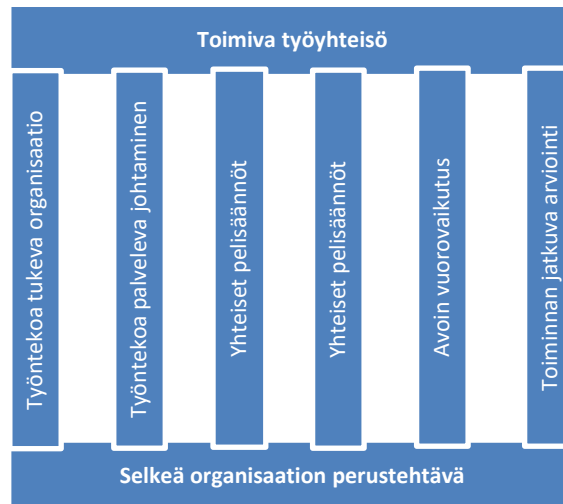 Toimiva työyhteisö
Työntekoa tukeva organisaatio
Työntekoa palveleva johtaminen
Yhteiset pelisäännöt
Yhteiset pelisäännöt
Avoin vuorovaikutus
Toiminnan jatkuva arviointi
Selkeä organisaation perustehtävä